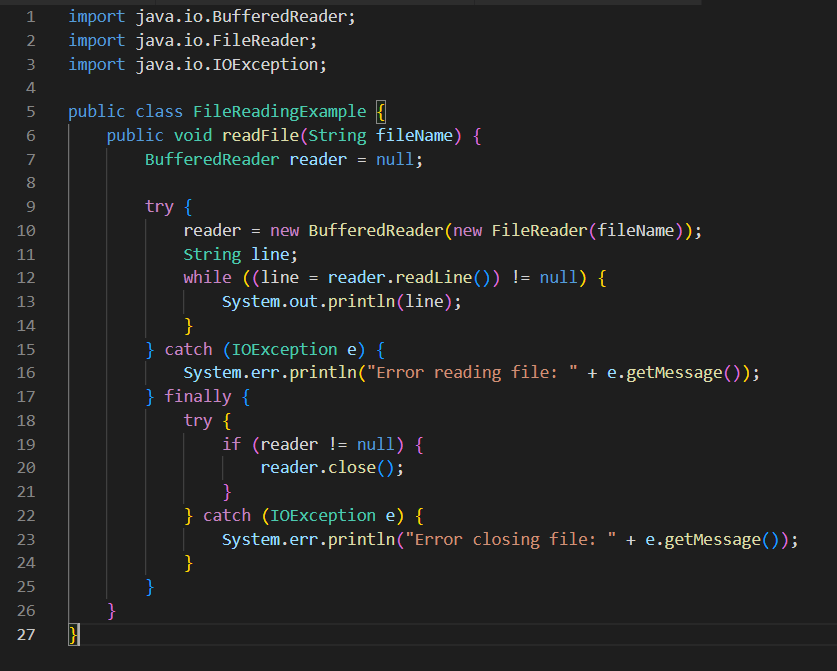 1 import java.io.BufferedReader;
2 import java.io.FileReader;
3 import java.io.IOException;
4
5 public class FileReadingExample {
6     public void readFile(String fileName) {
7         BufferedReader reader = null;
8
9         try {
10             reader = new BufferedReader(new FileReader(fileName));
11             String line;
12             while ((line = reader.readLine()) != null) {
13                 System.out.println(line);
14             }
15         } catch (IOException e) {
16             System.err.println("Error reading file: " + e.getMessage());
17         } finally {
18             try {
19                 if (reader != null) {
20                     reader.close();
21                 }
22             } catch (IOException e) {
23                 System.err.println("Error closing file: " + e.getMessage());
24             }
25         }
26     }
27 }